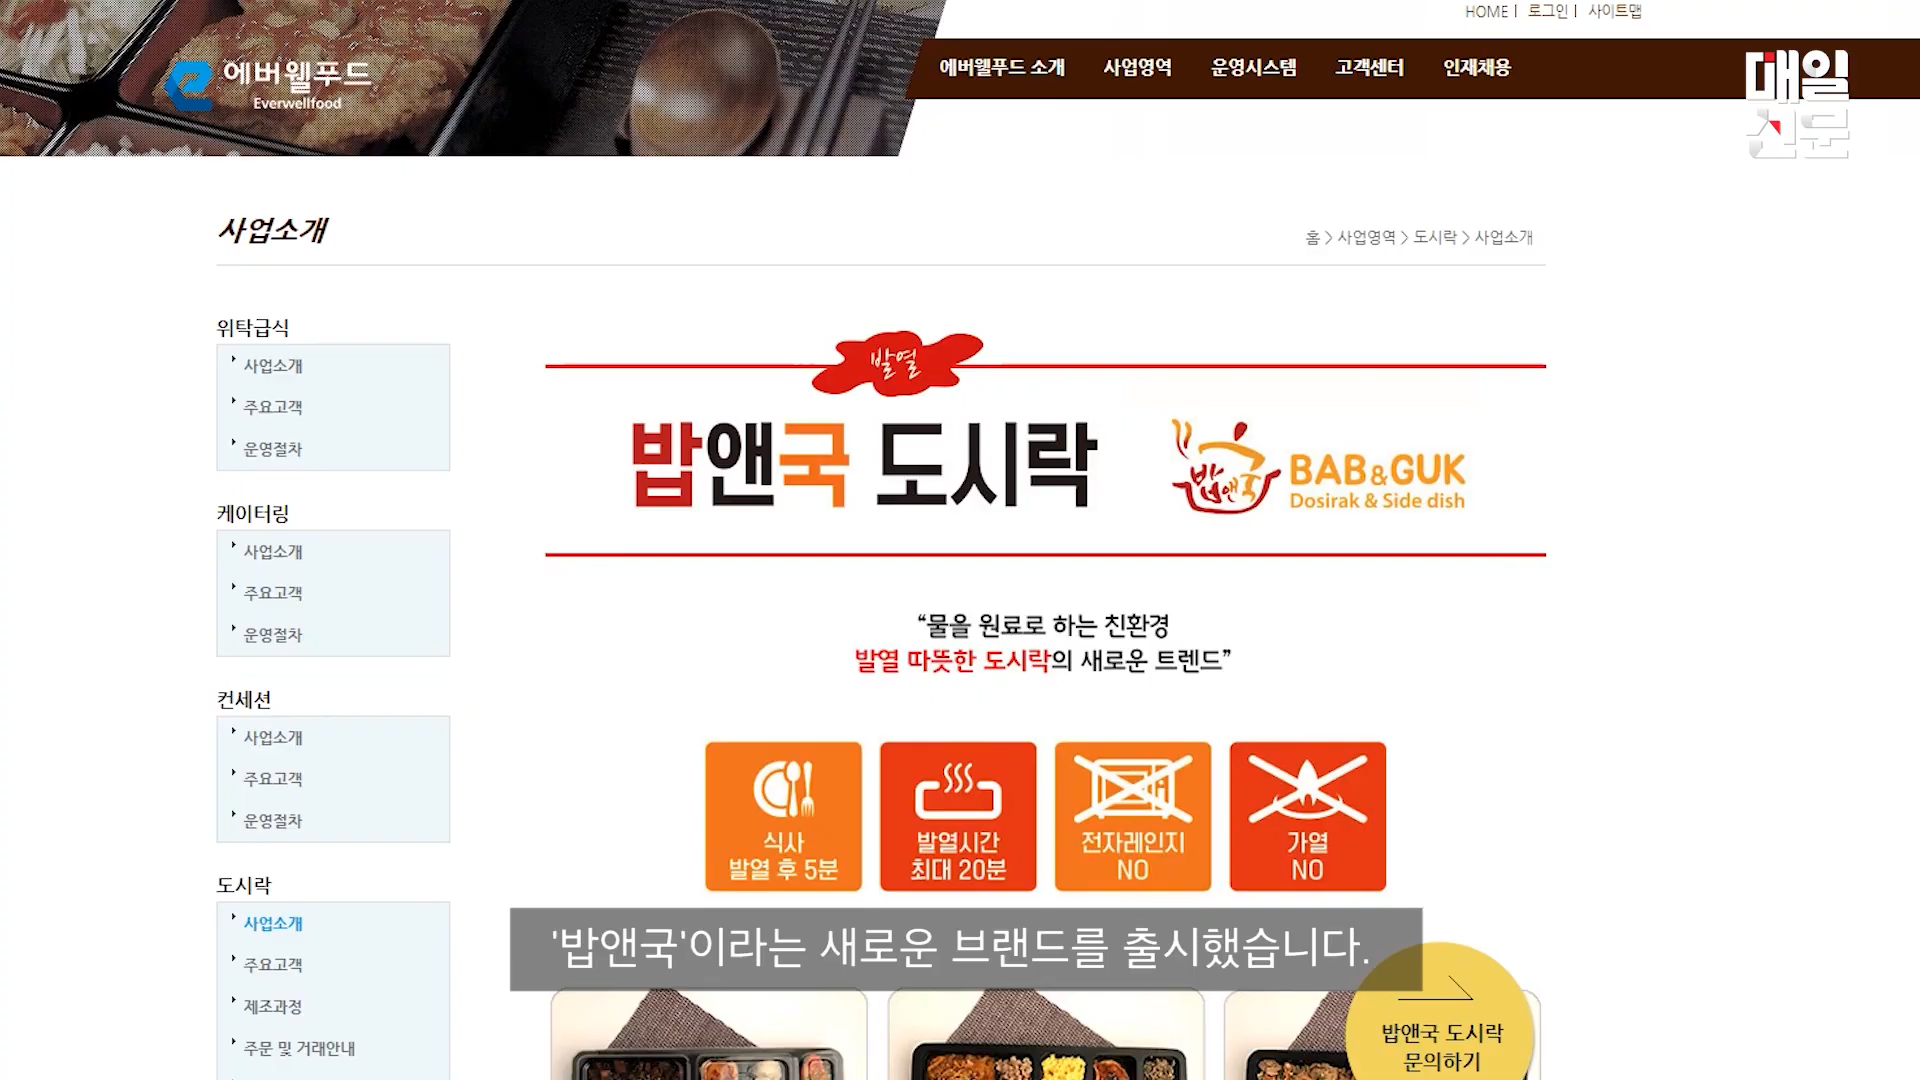 HOME | 로그인 | 사이트맵
에버웰푸드
Everwellfood
에버웰푸드 소개 사업영역 운영시스템 고객센터 인재채용
매일
신문
사업소개
홈 > 사업영역 > 도시락 > 사업소개
위탁급식
사업소개
주요고객
운영절차
케이터링
사업소개
주요고객
운영절차
컨세션
사업소개
주요고객
운영절차
도시락
사업소개
주요고객
제조과정
주문 및 거래안내
발열
밥앤국 도시락
밥앤국
BAB&GUK
Dosirak & Side dish
“물을 원료로 하는 친환경
발열 따뜻한 도시락의 새로운 트렌드”
식사
발열 후 5분
발열시간
최대 20분
전자레인지
NO
가열
NO
'밥앤국'이라는 새로운 브랜드를 출시했습니다.
밥앤국 도시락
문의하기